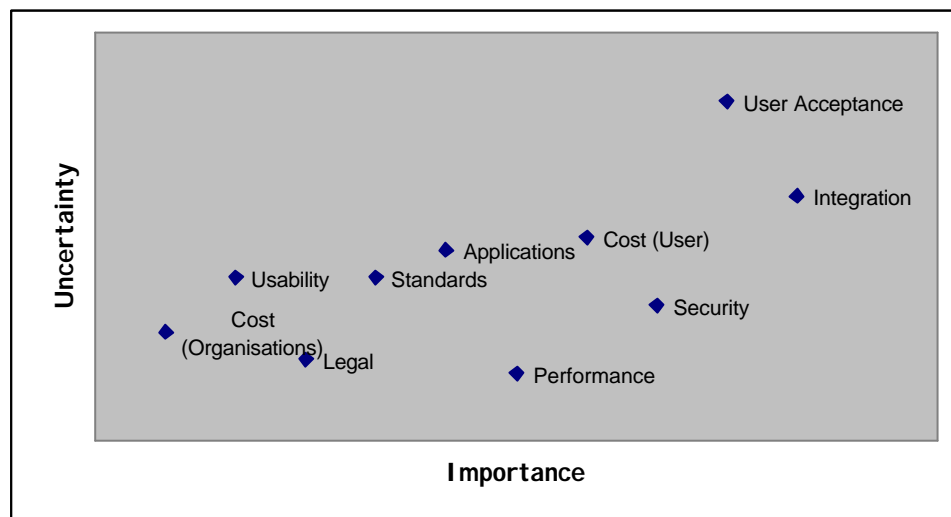 User Acceptance
Integration
Uncertainty
Cost (User)
Applications
Usability
Standards
Security
Cost
(Organisations)
Legal
Performance
Importance